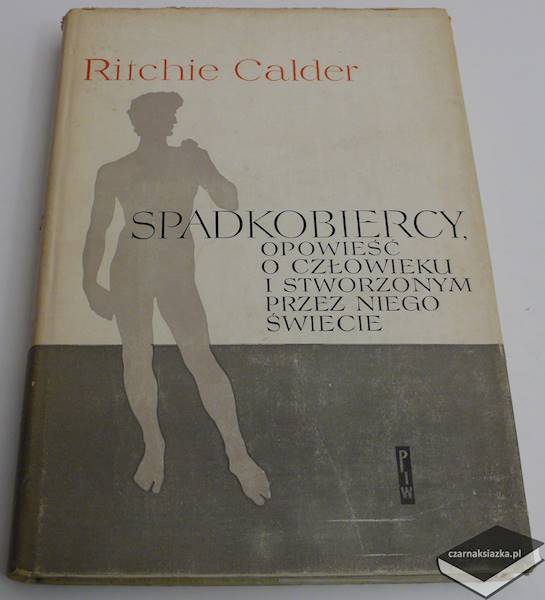 Ritchie Calder
SPADKOBIERCY,
OPOWIEŚĆ
O CZŁOWIEKU
I STWORZONYM
PRZEZ NIEGO
ŚWIECIE
PIW
czarnaksiazka.pl